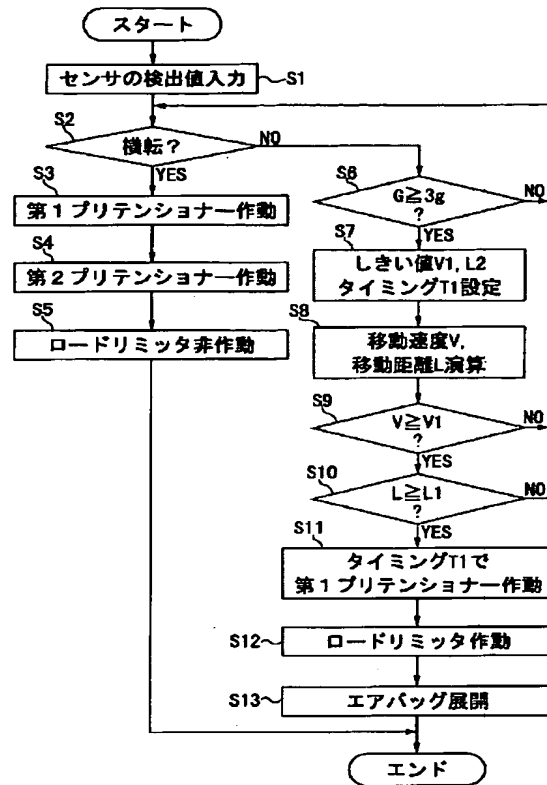 スタート
センサの検出値入力
S1
S2
横転？
NO
YES
S3
第１プリテンショナー作動
S4
第２プリテンショナー作動
S5
ロードリミッタ非作動
S6
G≧3g
?
NO
YES
S7
しきい値V1, L2
タイミングT1設定
S8
移動速度V,
移動距離L演算
S9
V≧V1
?
NO
YES
S10
L≧L1
?
NO
YES
S11
タイミングT1で
第１プリテンショナー作動
S12
ロードリミッタ作動
S13
エアバッグ展開
エンド